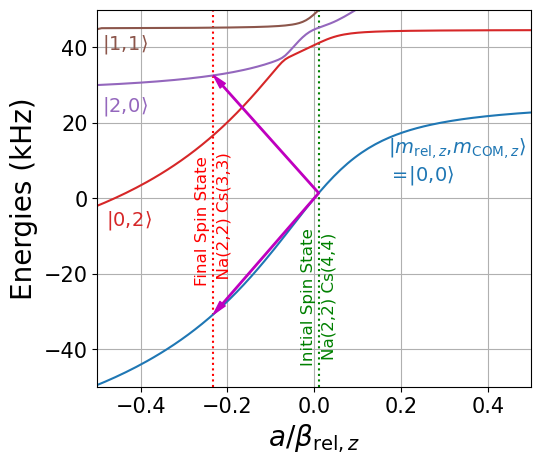 Energies (kHz)
40
20
0
−20
−40
|1,1⟩
|2,0⟩
|0,2⟩
|m_rel,z,m_COM,z⟩
=|0,0⟩
Final Spin State
Na(2,2) Cs(3,3)
Initial Spin State
Na(2,2) Cs(4,4)
−0.4
−0.2
0.0
0.2
0.4
a/β_rel,z